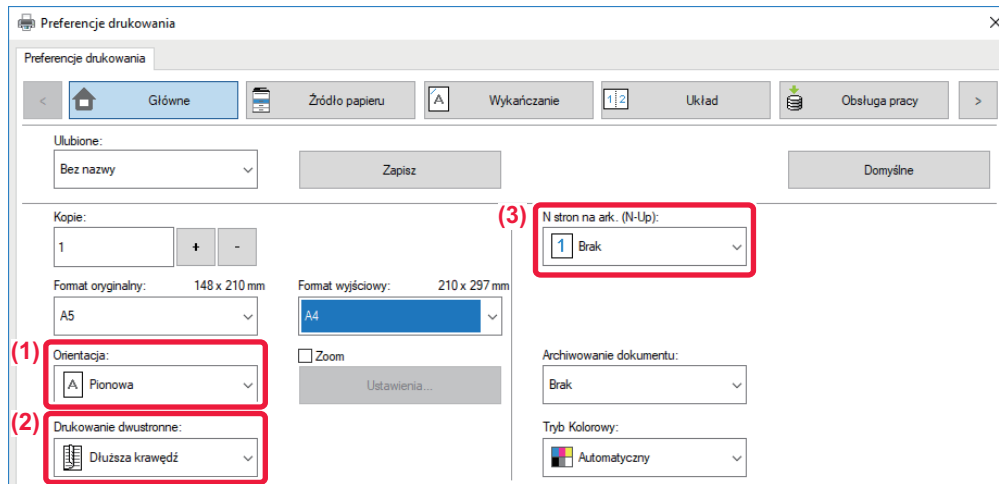 Preferencje drukowania
Preferencje drukowania
< Główne Źródło papieru A Wykańczanie 1 2 Układ Obsługa pracy >
Ulubione:
Bez nazwy Zapisz Domyślne
Kopie: (3) N stron na ark. (N-Up):
1 + - 1 Brak
Format oryginalny: 148 x 210 mm Format wyjściowy: 210 x 297 mm
A5 A4
(1) Orientacja: Zoom Archiwowanie dokumentu:
A Pionowa Ustawienia... Brak
(2) Drukowanie dwustronne: Tryb Kolorowy:
Dłuższa krawędź Automatyczny